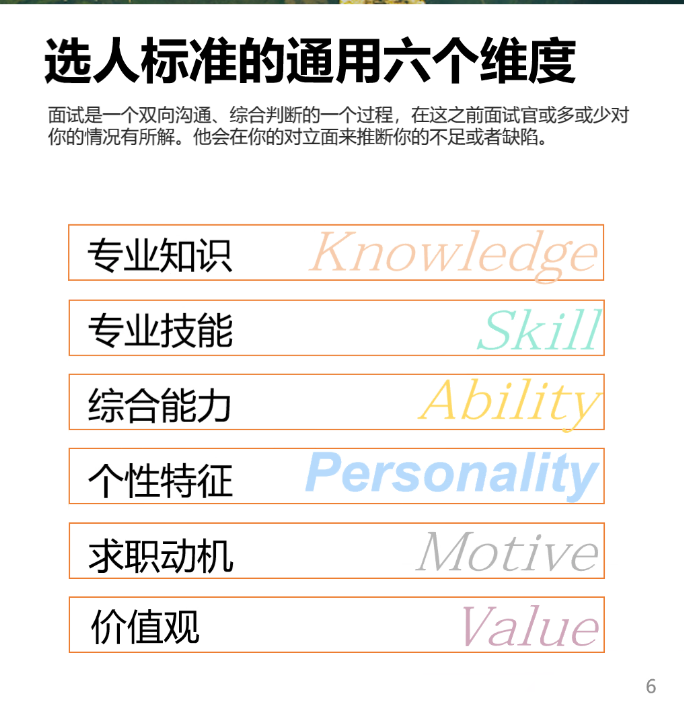 选人标准的通用六个维度
面试是一个双向沟通、综合判断的一个过程，在这之前面试官或多或少对
你的情况有所解。他会在你的对立面来推断你的不足或者缺陷。
专业知识 Knowledge
专业技能 Skill
综合能力 Ability
个性特征 Personality
求职动机 Motive
价值观 Value
6